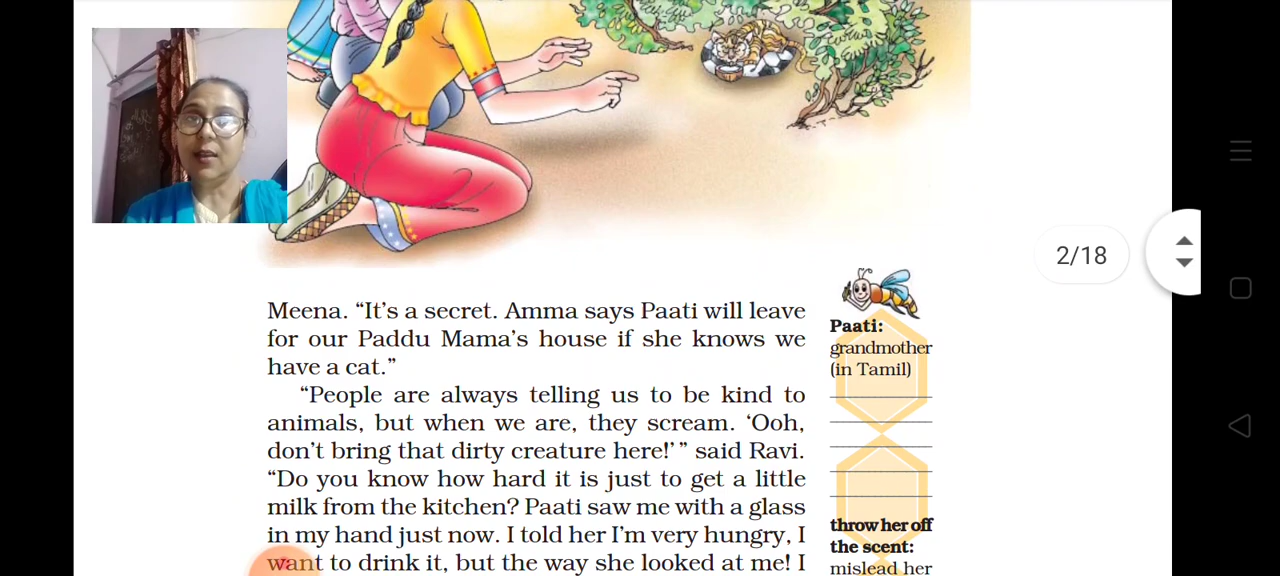 2/18
Meena. “It’s a secret. Amma says Paati will leave
for our Paddu Mama’s house if she knows we
have a cat.”
“People are always telling us to be kind to
animals, but when we are, they scream. ‘Ooh,
don’t bring that dirty creature here!’ ” said Ravi.
“Do you know how hard it is just to get a little
milk from the kitchen? Paati saw me with a glass
in my hand just now. I told her I’m very hungry, I
want to drink it, but the way she looked at me! I
Paati:
grandmother
(in Tamil)
throw her off
the scent:
mislead her